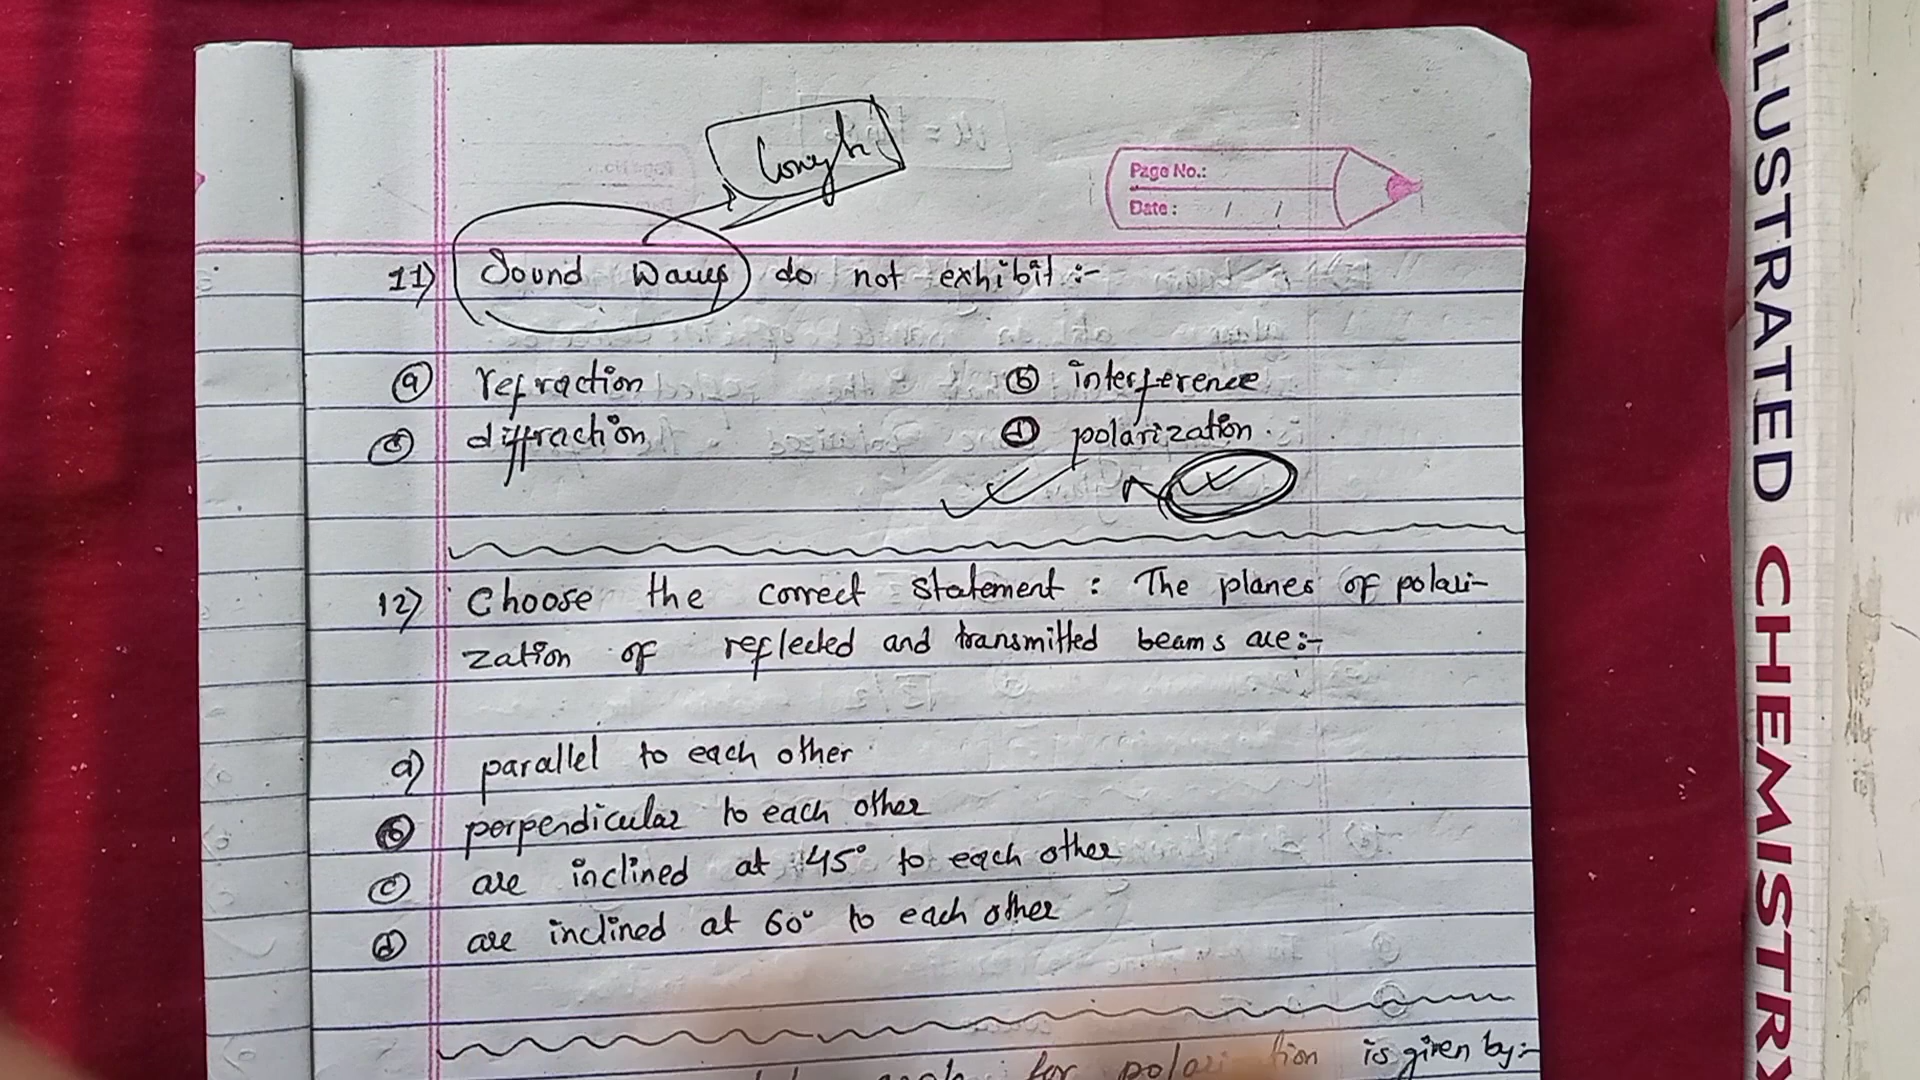 Page No.:
Date: / /
11) Sound waves do not exhibit :-
(a) refraction (b) interference
(c) diffraction (d) polarization.
12) Choose the correct statement : The planes of polari-
zation of reflected and transmitted beams are:-
a) parallel to each other
(b) perpendicular to each other
(c) are inclined at 45° to each other
(d) are inclined at 60° to each other
for is given by:-
ILLUSTRATED CHEMISTRY